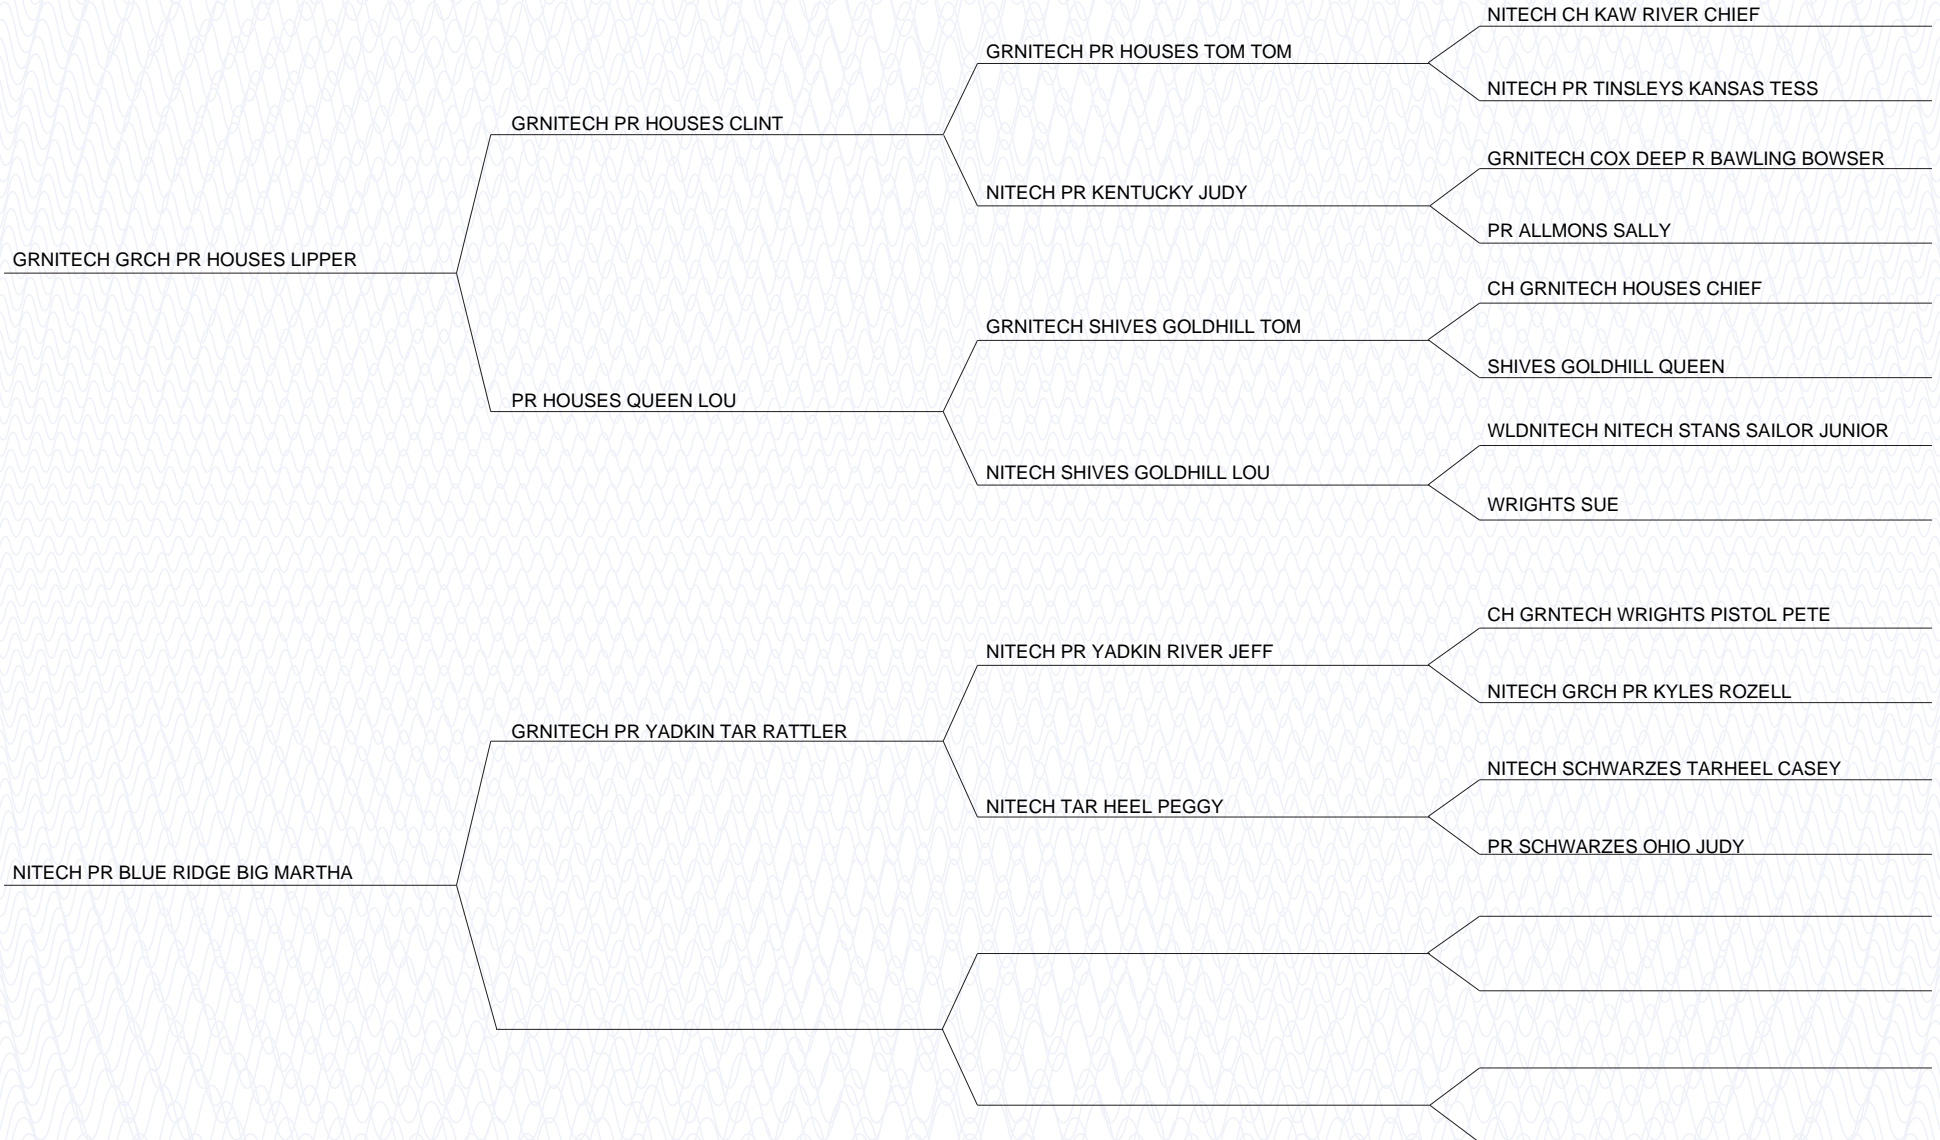 NITECH CH KAW RIVER CHIEF
GRNITECH PR HOUSES TOM TOM
NITECH PR TINSLEYS KANSAS TESS
GRNITECH PR HOUSES CLINT
GRNITECH COX DEEP R BAWLING BOWSER
NITECH PR KENTUCKY JUDY
PR ALLMONS SALLY
GRNITECH GRCH PR HOUSES LIPPER
CH GRNITECH HOUSES CHIEF
GRNITECH SHIVES GOLDHILL TOM
SHIVES GOLDHILL QUEEN
PR HOUSES QUEEN LOU
WLDNITECH NITECH STANS SAILOR JUNIOR
NITECH SHIVES GOLDHILL LOU
WRIGHTS SUE
CH GRNTECH WRIGHTS PISTOL PETE
NITECH PR YADKIN RIVER JEFF
NITECH GRCH PR KYLES ROZELL
GRNITECH PR YADKIN TAR RATTLER
NITECH SCHWARZES TARHEEL CASEY
NITECH TAR HEEL PEGGY
PR SCHWARZES OHIO JUDY
NITECH PR BLUE RIDGE BIG MARTHA